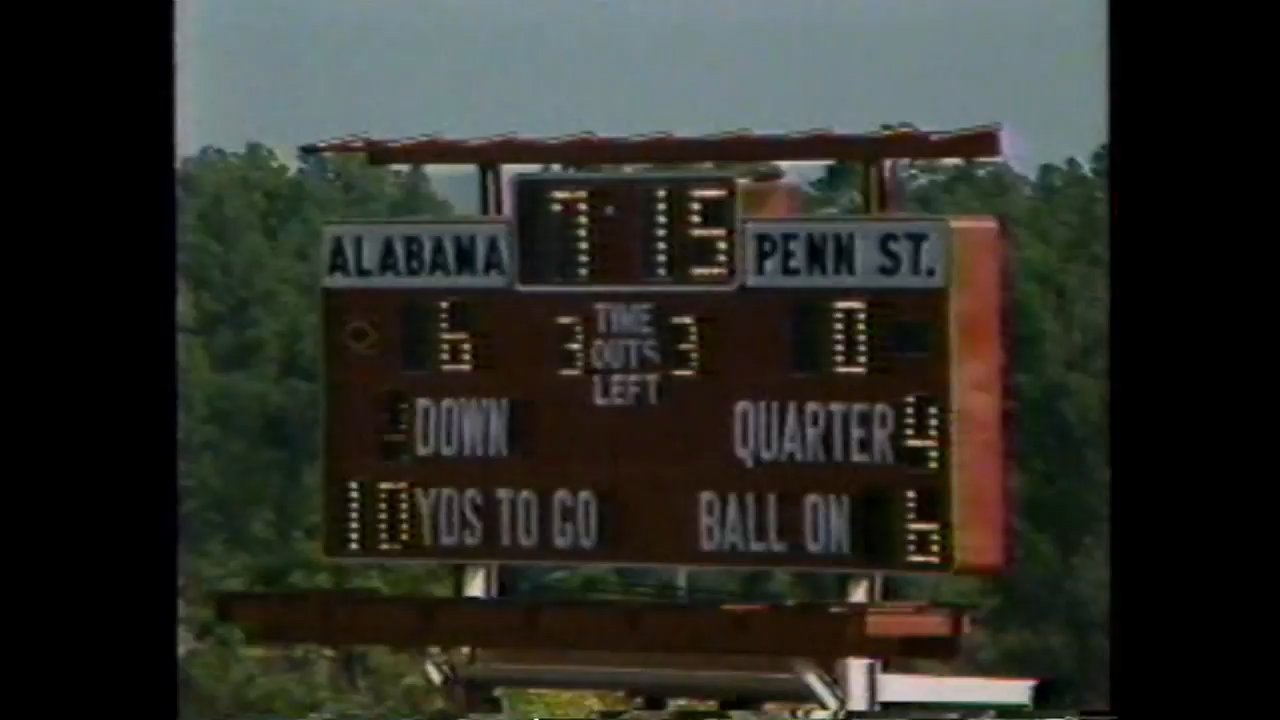 7:15
ALABAMA PENN ST.
6 3 TIME OUTS LEFT 3 0
DOWN QUARTER 4
10 YDS TO GO BALL ON 6